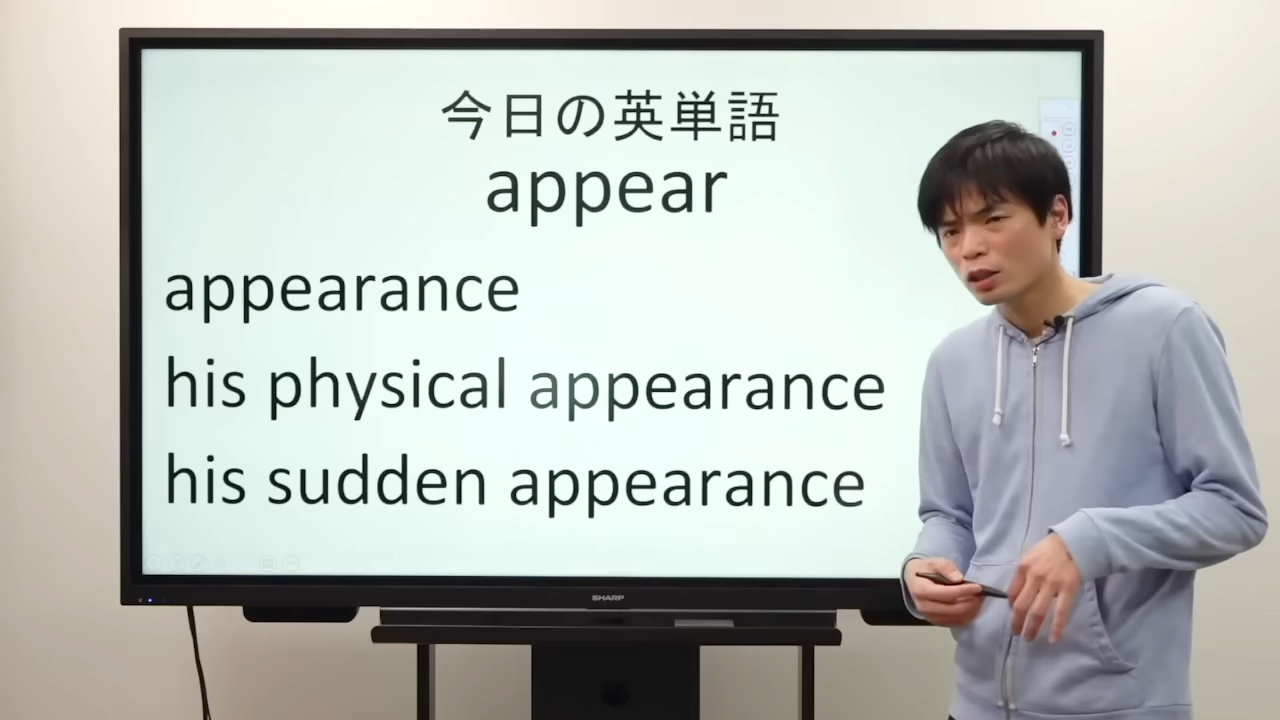 今日の英単語
appear
appearance
his physical appearance
his sudden appearance
SHARP